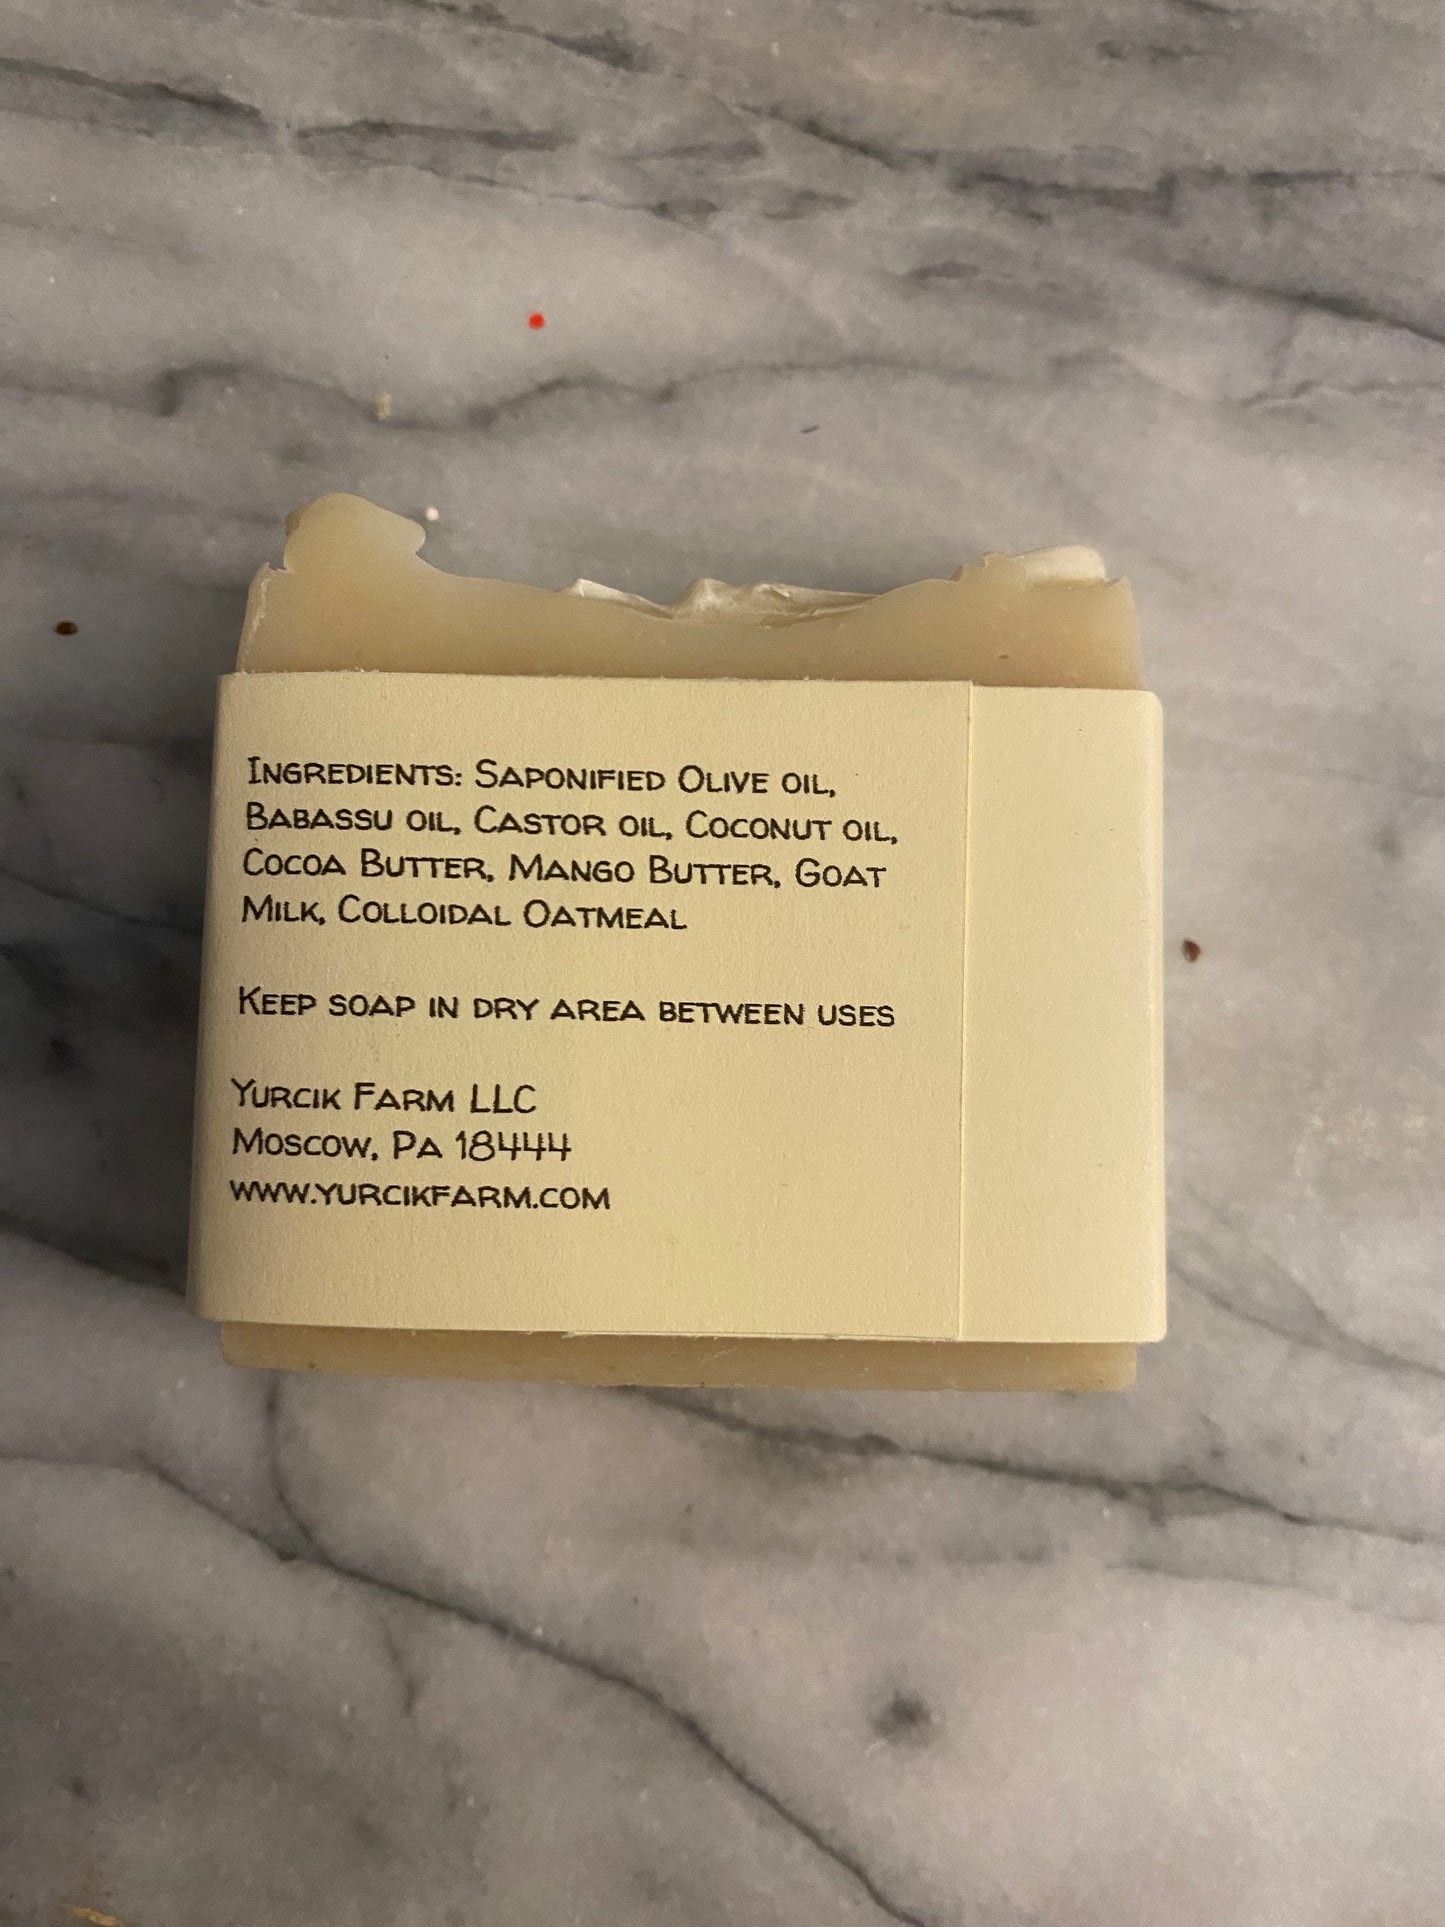 Ingredients: Saponified Olive oil,
Babassu oil, Castor oil, Coconut oil,
Cocoa Butter, Mango Butter, Goat
Milk, Colloidal Oatmeal
Keep soap in dry area between uses
Yurcik Farm LLC
Moscow, Pa 18444
www.yurcikfarm.com